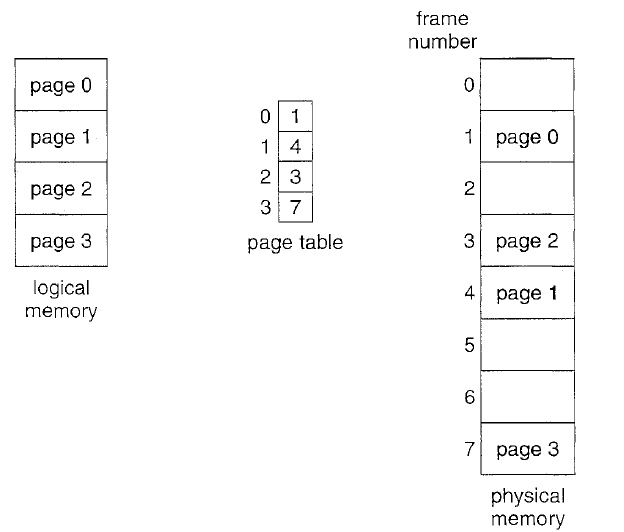 frame
number
page 0
page 1
page 2
page 3
logical
memory
0 1
1 4
2 3
3 7
page table
0
1 page 0
2
3 page 2
4 page 1
5
6
7 page 3
physical
memory